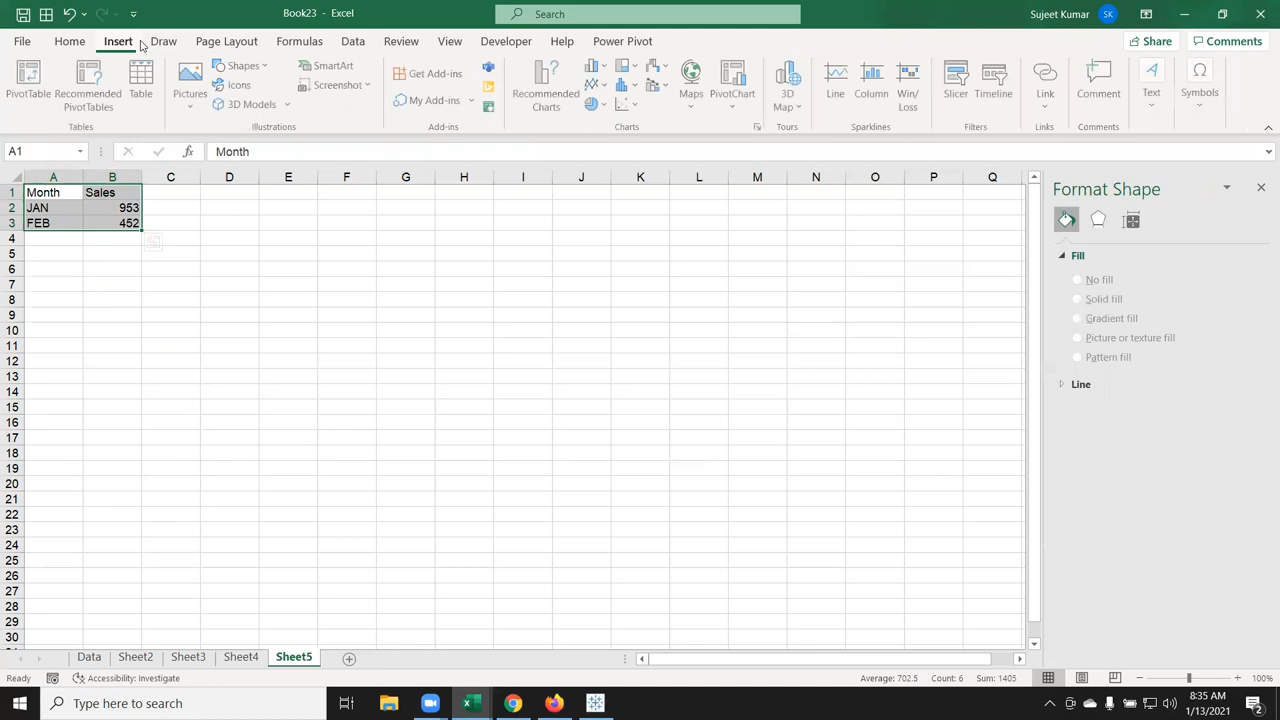 Book23 - Excel
Search
Sujeet Kumar
SK
File
Home
Insert
Draw
Page Layout
Formulas
Data
Review
View
Developer
Help
Power Pivot
Share
Comments
PivotTable
Recommended PivotTables
Table
Tables
Pictures
Shapes
Icons
3D Models
SmartArt
Screenshot
Illustrations
Get Add-ins
My Add-ins
Add-ins
Recommended Charts
Maps
PivotChart
Charts
3D Map
Tours
Line
Column
Win/Loss
Sparklines
Slicer
Timeline
Filters
Link
Links
Comment
Comments
Text
Symbols
A1
fx
Month
A B C D E F G H I J K L M N O P Q
1 Month Sales
2 JAN 953
3 FEB 452
4
5
6
7
8
9
10
11
12
13
14
15
16
17
18
19
20
21
22
23
24
25
26
27
28
29
30
Format Shape
Fill
No fill
Solid fill
Gradient fill
Picture or texture fill
Pattern fill
Line
Data
Sheet2
Sheet3
Sheet4
Sheet5
Ready
Accessibility: Investigate
Average: 702.5
Count: 6
Sum: 1405
100%
Type here to search
8:35 AM
1/13/2021
2